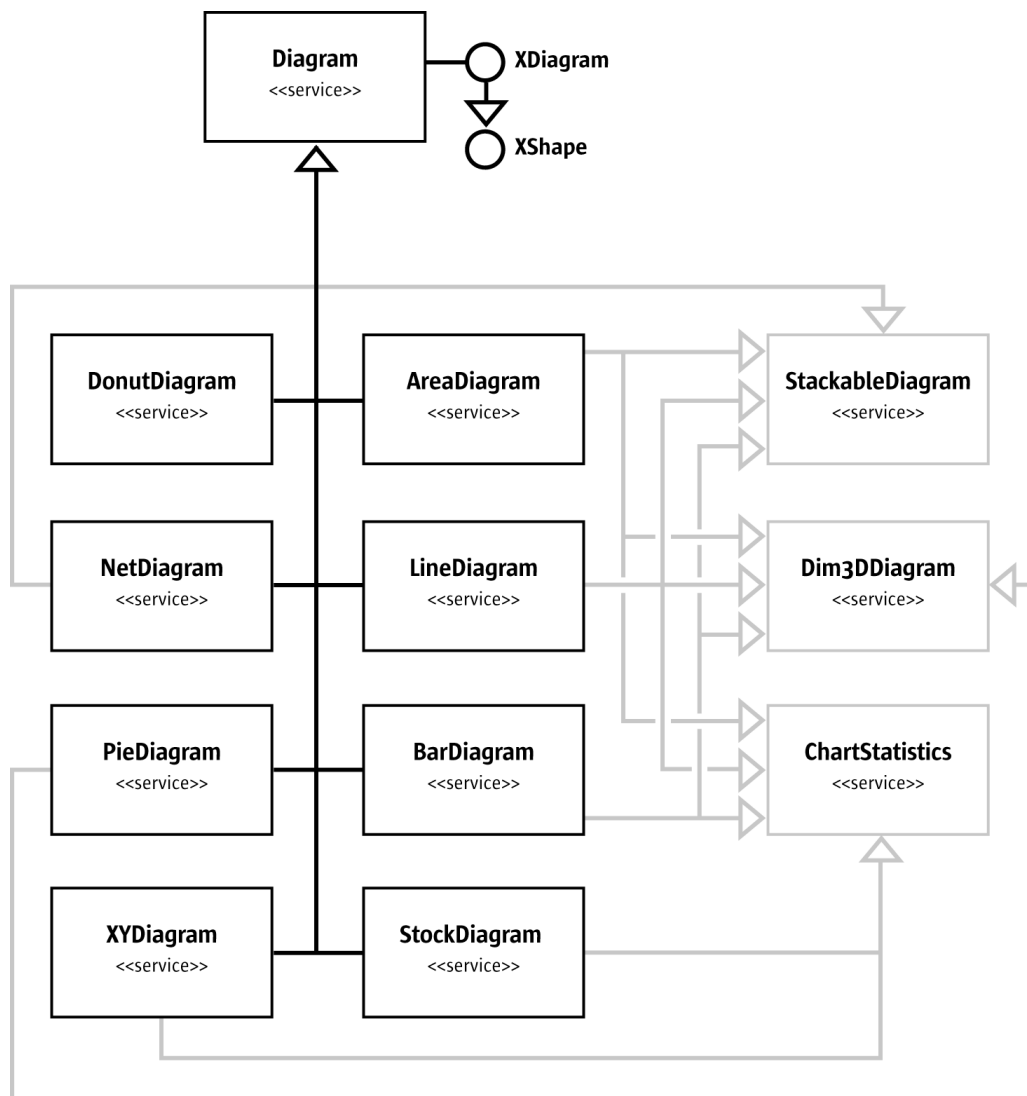 Diagram
<<service>>
XDiagram
XShape
DonutDiagram
<<service>>
AreaDiagram
<<service>>
StackableDiagram
<<service>>
NetDiagram
<<service>>
LineDiagram
<<service>>
Dim3DDiagram
<<service>>
PieDiagram
<<service>>
BarDiagram
<<service>>
ChartStatistics
<<service>>
XYDiagram
<<service>>
StockDiagram
<<service>>